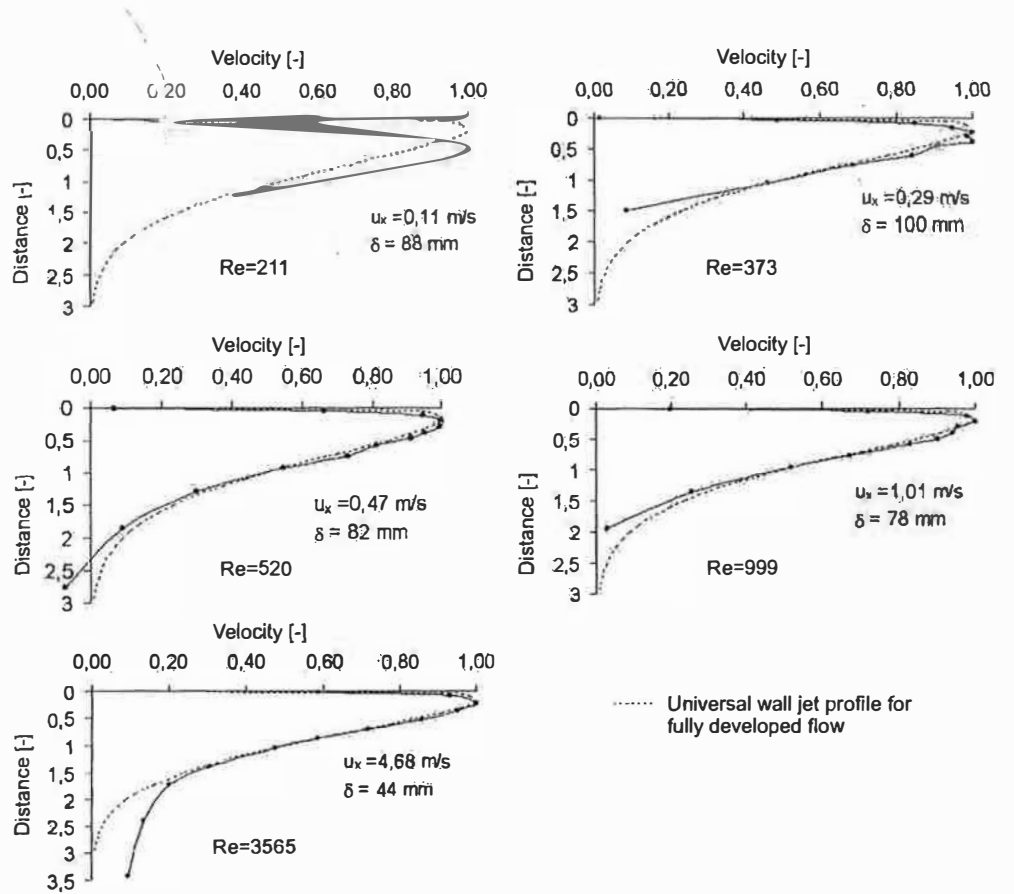 Velocity [-]
0,00 0,20 0,40 0,60 0,80 1,00
0
0,5
1
1,5
2
2,5
3
Distance [-]
u_x = 0,11 m/s
δ = 88 mm
Re=211
Velocity [-]
0,00 0,20 0,40 0,60 0,80 1,00
0
0,5
1
1,5
2
2,5
3
Distance [-]
u_x = 0,29 m/s
δ = 100 mm
Re=373
Velocity [-]
0,00 0,20 0,40 0,60 0,80 1,00
0
0,5
1
1,5
2
2,5
3
Distance [-]
u_x = 0,47 m/s
δ = 82 mm
Re=520
Velocity [-]
0,00 0,20 0,40 0,60 0,80 1,00
0
0,5
1
1,5
2
2,5
3
Distance [-]
u_x = 1,01 m/s
δ = 78 mm
Re=999
Velocity [-]
0,00 0,20 0,40 0,60 0,80 1,00
0
0,5
1
1,5
2
2,5
3
3,5
Distance [-]
u_x = 4,68 m/s
δ = 44 mm
Re=3565
Universal wall jet profile for
fully developed flow